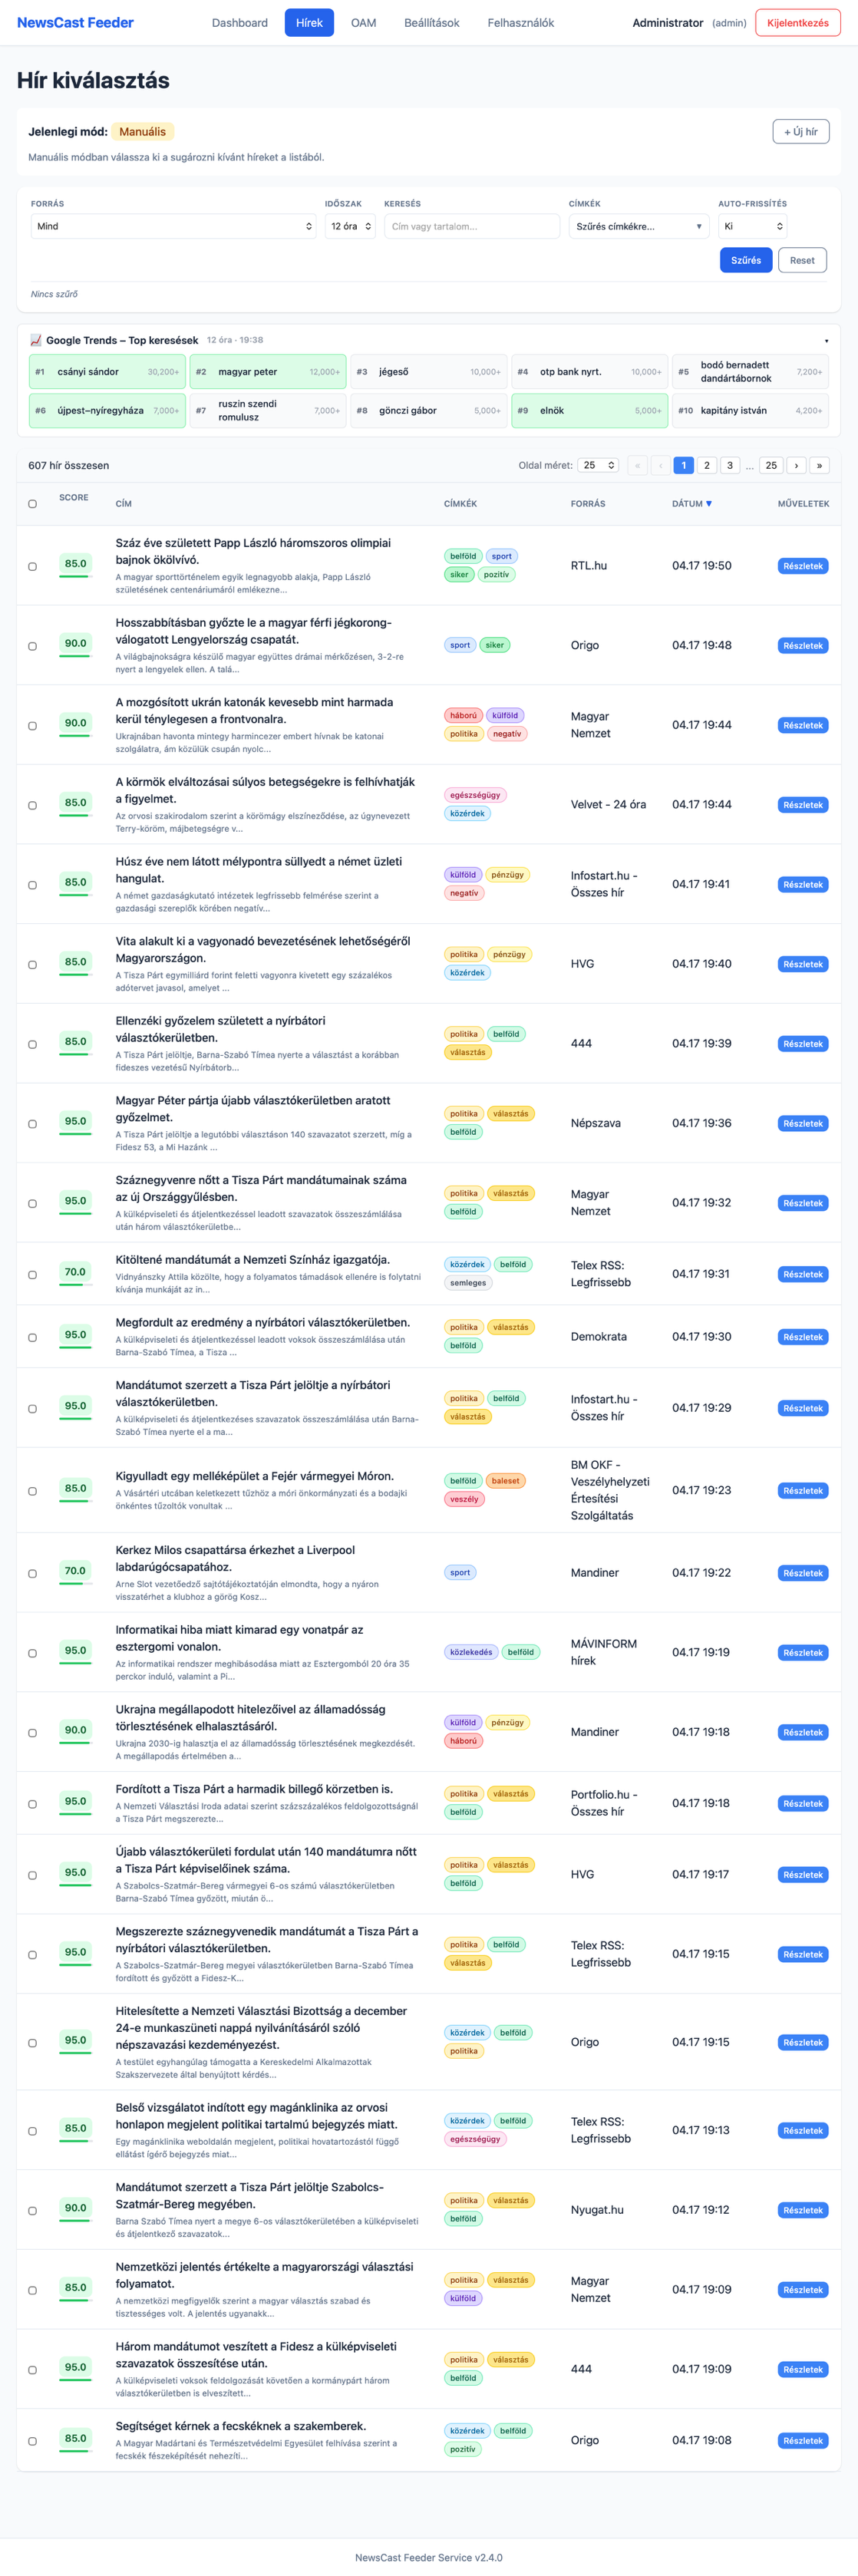 NewsCast Feeder
Dashboard
Hírek
OAM
Beállítások
Felhasználók
Administrator (admin)
Kijelentkezés
Hír kiválasztás
Jelenlegi mód: Manuális
+ Új hír
Manuális módban válassza ki a sugározni kívánt híreket a listából.
FORRÁS
IDŐSZAK
KERESÉS
CÍMKÉK
AUTO-FRISSÍTÉS
Mind
12 óra
Cím vagy tartalom...
Szűrés címkékre...
Ki
Szűrés
Reset
Nincs szűrő
Google Trends – Top keresések 12 óra · 19:38
#1 csányi sándor 30,200+
#2 magyar peter 12,000+
#3 jégeső 10,000+
#4 otp bank nyrt. 10,000+
#5 bodó bernadett
dandártábornok 7,200+
#6 újpest–nyíregyháza 7,000+
#7 ruszin szendi
romulusz 7,000+
#8 gönczi gábor 5,000+
#9 elnök 5,000+
#10 kapitány istván 4,200+
607 hír összesen
Oldal méret: 25 « ‹ 1 2 3 ... 25 › »
SCORE CÍM CÍMKÉK FORRÁS DÁTUM ▼ MŰVELETEK
85.0
Száz éve született Papp László háromszoros olimpiai
bajnok ökölvívó.
A magyar sporttörténelem egyik legnagyobb alakja, Papp László
születésének centenáriumáról emlékezne...
belföld sport
siker pozitív
RTL.hu
04.17 19:50
Részletek
90.0
Hosszabbításban győzte le a magyar férfi jégkorong-
válogatott Lengyelország csapatát.
A világbajnokságra készülő magyar együttes drámai mérkőzésen, 3-2-re
nyert a lengyelek ellen. A talá...
sport siker
Origo
04.17 19:48
Részletek
90.0
A mozgósított ukrán katonák kevesebb mint harmada
kerül ténylegesen a frontvonalra.
Ukrajnában havonta mintegy harmincezer embert hívnak be katonai
szolgálatra, ám közülük csupán nyolc...
háború külföld
politika negatív
Magyar
Nemzet
04.17 19:44
Részletek
85.0
A körmök elváltozásai súlyos betegségekre is felhívhatják
a figyelmet.
Az orvosi szakirodalom szerint a körömágy elszíneződése, az úgynevezett
Terry-köröm, májbetegségre v...
egészségügy
közérdek
Velvet - 24 óra
04.17 19:44
Részletek
85.0
Húsz éve nem látott mélypontra süllyedt a német üzleti
hangulat.
A német gazdaságkutató intézetek legfrissebb felmérése szerint a
gazdasági szereplők körében negatív...
külföld pénzügy
negatív
Infostart.hu -
Összes hír
04.17 19:41
Részletek
85.0
Vita alakult ki a vagyonadó bevezetésének lehetőségéről
Magyarországon.
A Tisza Párt egymilliárd forint feletti vagyonra kivetett egy százalékos
adótervet javasol, amelyet ...
politika pénzügy
közérdek
HVG
04.17 19:40
Részletek
85.0
Ellenzéki győzelem született a nyírbátori
választókerületben.
A Tisza Párt jelöltje, Barna-Szabó Tímea nyerte a választást a korábban
fideszes vezetésű Nyírbátorb...
politika belföld
választás
444
04.17 19:39
Részletek
95.0
Magyar Péter pártja újabb választókerületben aratott
győzelmet.
A Tisza Párt jelöltje a legutóbbi választáson 140 szavazatot szerzett, míg a
Fidesz 53, a Mi Hazánk ...
politika választás
belföld
Népszava
04.17 19:36
Részletek
95.0
Száznegyvenre nőtt a Tisza Párt mandátumainak száma
az új Országgyűlésben.
A külképviseleti és átjelentkezéssel leadott szavazatok összeszámlálása
után három választókerületbe...
politika választás
belföld
Magyar
Nemzet
04.17 19:32
Részletek
70.0
Kitöltené mandátumát a Nemzeti Színház igazgatója.
Vidnyánszky Attila közölte, hogy a folyamatos támadások ellenére is folytatni
kívánja munkáját az in...
közérdek belföld
semleges
Telex RSS:
Legfrissebb
04.17 19:31
Részletek
95.0
Megfordult az eredmény a nyírbátori választókerületben.
A külképviseleti és átjelentkezéssel leadott voksok összeszámlálása után
Barna-Szabó Tímea, a Tisza ...
politika választás
belföld
Demokrata
04.17 19:30
Részletek
95.0
Mandátumot szerzett a Tisza Párt jelöltje a nyírbátori
választókerületben.
A külképviseleti és átjelentkezéses szavazatok összeszámlálása után Barna-
Szabó Tímea nyerte el a ma...
politika belföld
választás
Infostart.hu -
Összes hír
04.17 19:29
Részletek
85.0
Kigyulladt egy melléképület a Fejér vármegyei Móron.
A Vásártéri utcában keletkezett tűzhöz a móri önkormányzati és a bodajki
önkéntes tűzoltók vonultak ...
belföld baleset
veszély
BM OKF -
Veszélyhelyzeti
Értesítési
Szolgáltatás
04.17 19:23
Részletek
70.0
Kerkez Milos csapattársa érkezhet a Liverpool
labdarúgócsapatához.
Arne Slot vezetőedző sajtótájékoztatóján elmondta, hogy a nyáron
visszatérhet a klubhoz a görög Kosz...
sport
Mandiner
04.17 19:22
Részletek
95.0
Informatikai hiba miatt kimarad egy vonatpár az
esztergomi vonalon.
Az informatikai rendszer meghibásodása miatt az Esztergomból 20 óra 35
perckor induló, valamint a Pi...
közlekedés belföld
MÁVINFORM
hírek
04.17 19:19
Részletek
90.0
Ukrajna megállapodott hitelezőivel az államadósság
törlesztésének elhalasztásáról.
Ukrajna 2030-ig halasztja el az államadósság törlesztésének megkezdését.
A megállapodás értelmében a...
külföld pénzügy
háború
Mandiner
04.17 19:18
Részletek
95.0
Fordított a Tisza Párt a harmadik billegő körzetben is.
A Nemzeti Választási Iroda adatai szerint százszázalékos feldolgozottságnál
a Tisza Párt megszerezte...
politika választás
belföld
Portfolio.hu -
Összes hír
04.17 19:18
Részletek
95.0
Újabb választókerületi fordulat után 140 mandátumra nőtt
a Tisza Párt képviselőinek száma.
A Szabolcs-Szatmár-Bereg vármegyei 6-os számú választókerületben
Barna-Szabó Tímea győzött, miután ö...
politika választás
belföld
HVG
04.17 19:17
Részletek
95.0
Megszerezte száznegyvenedik mandátumát a Tisza Párt a
nyírbátori választókerületben.
A Szabolcs-Szatmár-Bereg megyei választókerületben Barna-Szabó Tímea
fordított és győzött a Fidesz-K...
politika belföld
választás
Telex RSS:
Legfrissebb
04.17 19:15
Részletek
95.0
Hitelesítette a Nemzeti Választási Bizottság a december
24-e munkaszüneti nappá nyilvánításáról szóló
népszavazási kezdeményezést.
A testület egyhangúlag támogatta a Kereskedelmi Alkalmazottak
Szakszervezete által benyújtott kérdés...
közérdek belföld
politika
Origo
04.17 19:15
Részletek
85.0
Belső vizsgálatot indított egy magánklinika az orvosi
honlapon megjelent politikai tartalmú bejegyzés miatt.
Egy magánklinika weboldalán megjelent, politikai hovatartozástól függő
ellátást ígérő bejegyzés miat...
közérdek belföld
egészségügy
Telex RSS:
Legfrissebb
04.17 19:13
Részletek
90.0
Mandátumot szerzett a Tisza Párt jelöltje Szabolcs-
Szatmár-Bereg megyében.
Barna Szabó Tímea nyert a megye 6-os választókerületében a külképviseleti
és átjelentkező szavazatok...
politika választás
belföld
Nyugat.hu
04.17 19:12
Részletek
85.0
Nemzetközi jelentés értékelte a magyarországi választási
folyamatot.
A nemzetközi megfigyelők szerint a magyar választás szabad és
tisztességes volt. A jelentés ugyanakk...
politika választás
külföld
Magyar
Nemzet
04.17 19:09
Részletek
95.0
Három mandátumot veszített a Fidesz a külképviseleti
szavazatok összesítése után.
A külképviseleti voksok feldolgozását követően a kormánypárt három
választókerületben is elveszített...
politika választás
belföld
444
04.17 19:09
Részletek
85.0
Segítséget kérnek a fecskéknek a szakemberek.
A Magyar Madártani és Természetvédelmi Egyesület felhívása szerint a
fecskék fészeképítését nehezíti...
közérdek belföld
pozitív
Origo
04.17 19:08
Részletek
NewsCast Feeder Service v2.4.0